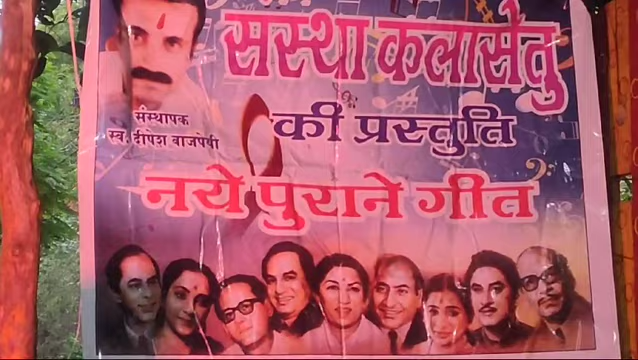 सस्था कलासेतु
संस्थापक
स्व. दीपेश वाजपेयी
की प्रस्तुति
नये पुराने गीत